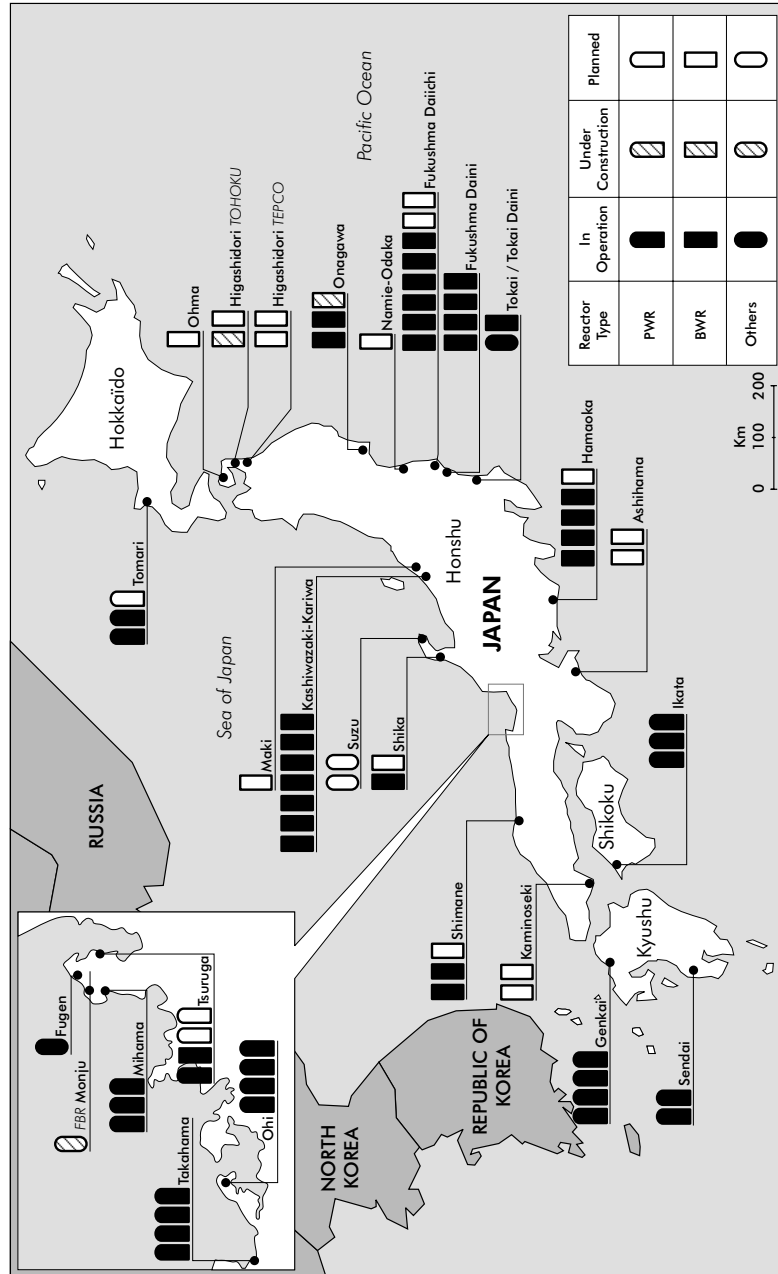 RUSSIA
NORTH
KOREA
REPUBLIC OF
KOREA
JAPAN
Hokkaïdo
Honshu
Shikoku
Kyushu
Sea of Japan
Pacific Ocean
Fugen
FBR Monju
Mihama
Tsuruga
Takahama
Ohi
Tomari
Maki
Kashiwazaki-Kariwa
Suzu
Shika
Shimane
Kaminoseki
Genkai▷
Sendai
Ikata
Ashihama
Hamaoka
Ohma
Higashidori TOHOKU
Higashidori TEPCO
Onagawa
Namie-Odaka
Fukushma Daiichi
Fukushma Daini
Tokai / Tokai Daini
Km
0 100 200
Reactor
Type
In
Operation
Under
Construction
Planned
PWR
BWR
Others